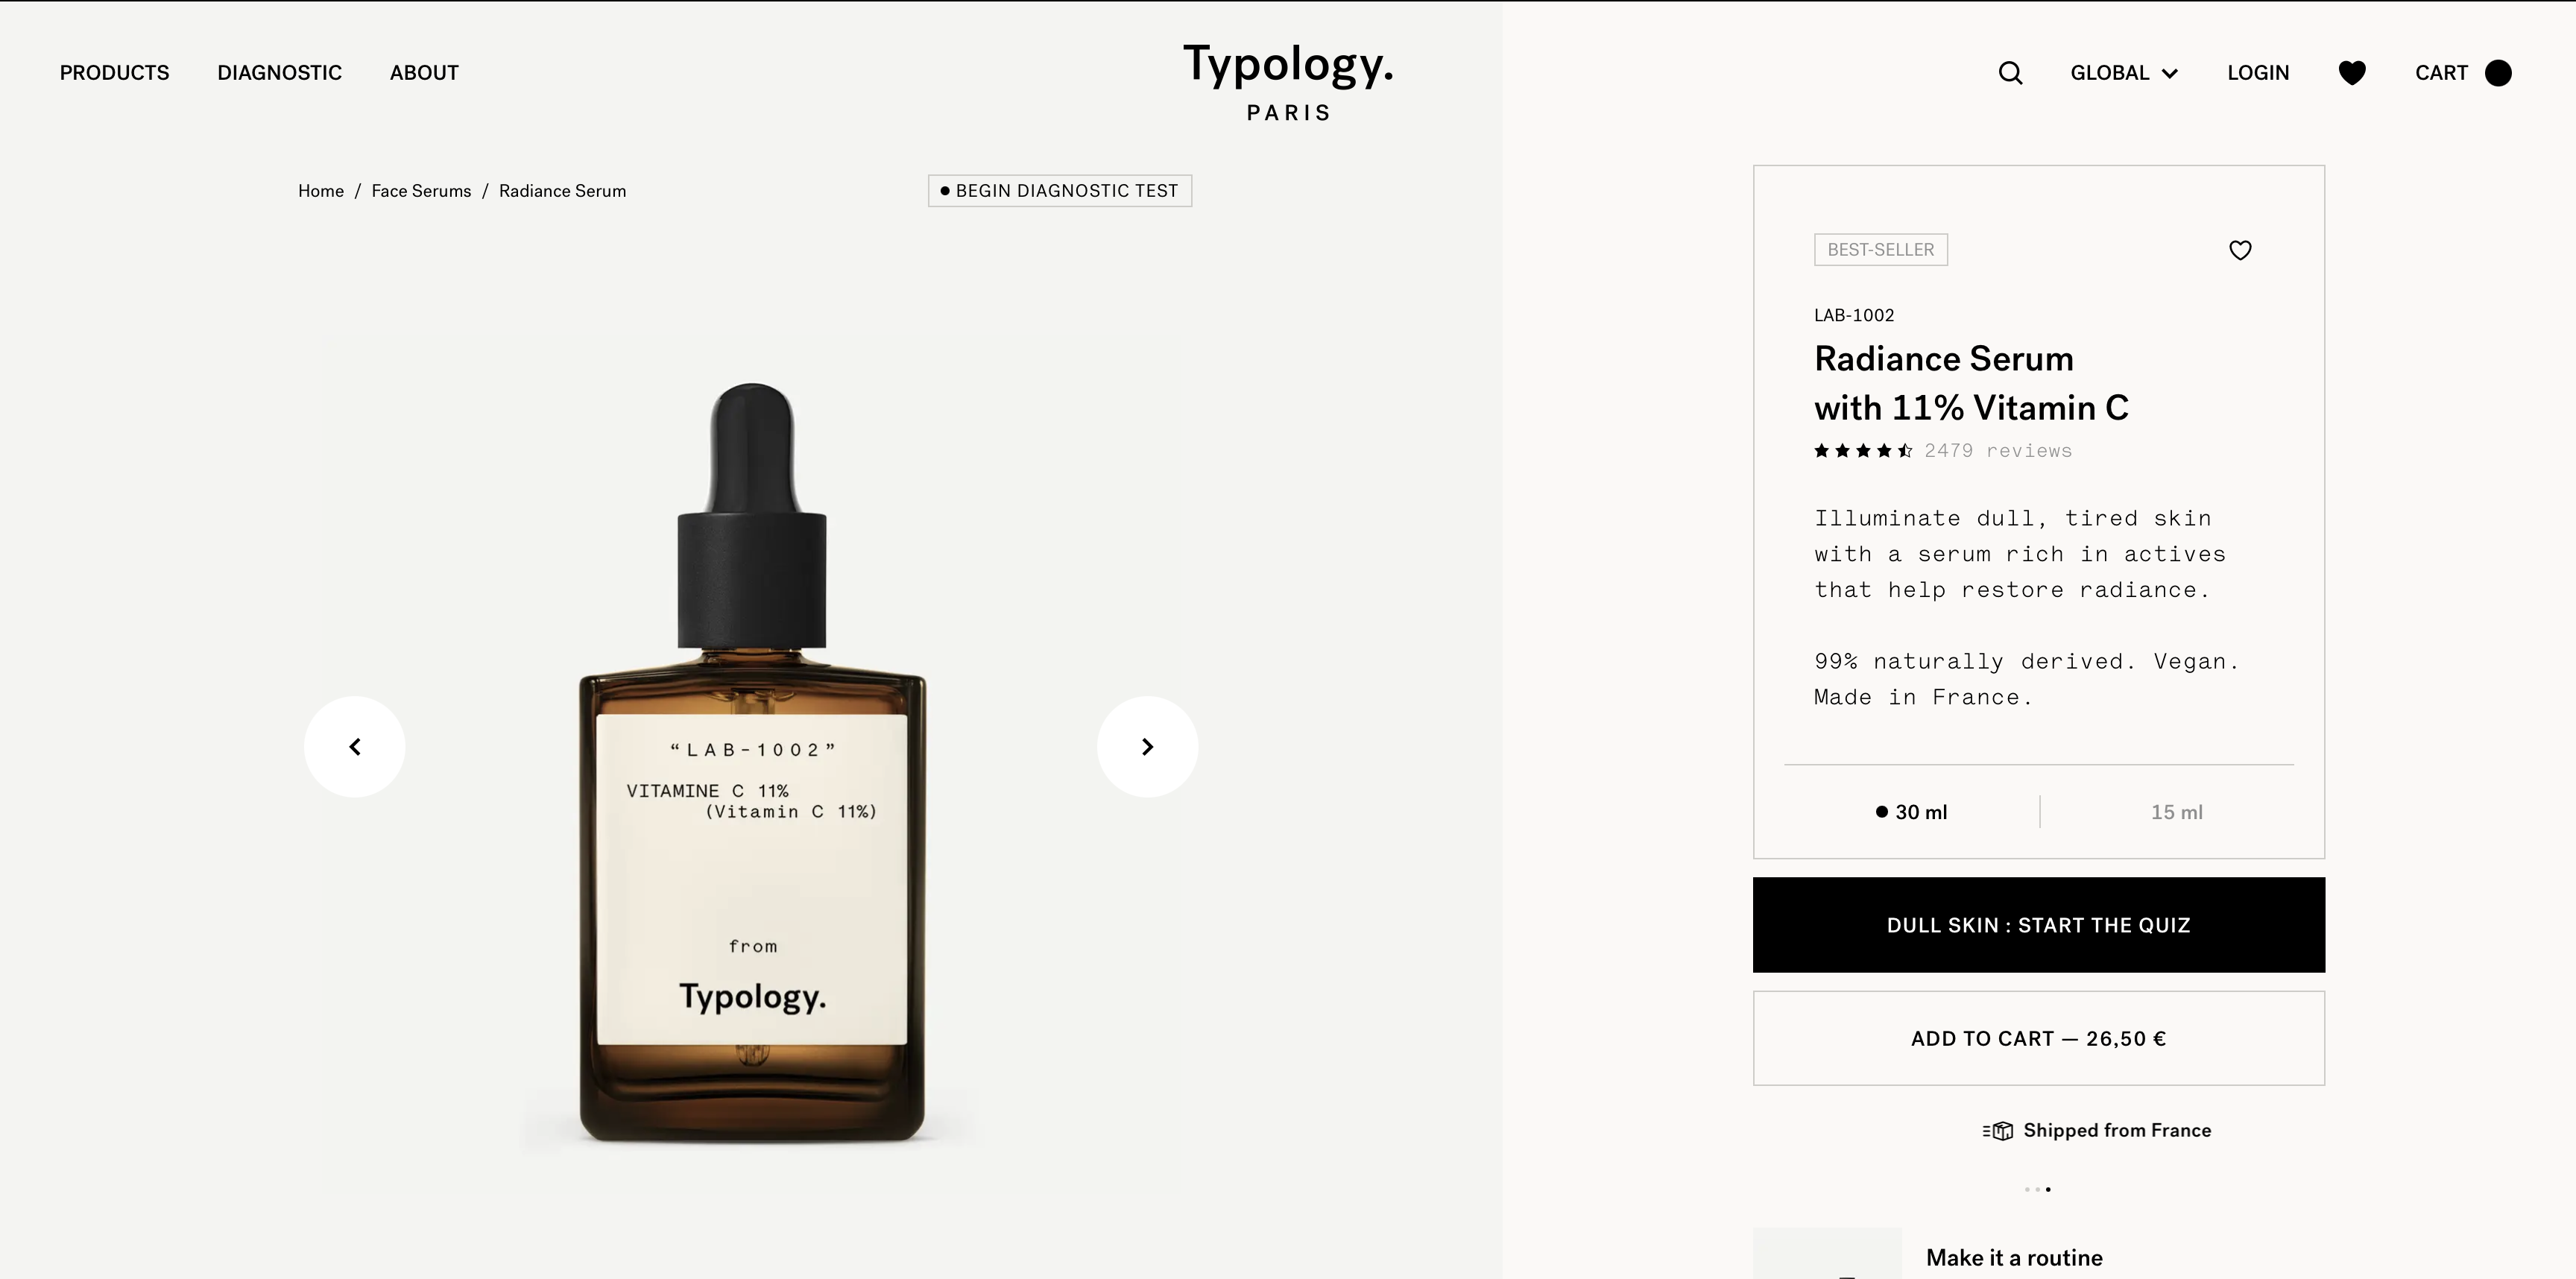 PRODUCTS
DIAGNOSTIC
ABOUT
Typology.
PARIS
GLOBAL
LOGIN
CART
Home / Face Serums / Radiance Serum
BEGIN DIAGNOSTIC TEST
“LAB-1002”
VITAMINE C 11%
(Vitamin C 11%)
from
Typology.
BEST-SELLER
LAB-1002
Radiance Serum
with 11% Vitamin C
2479 reviews
Illuminate dull, tired skin
with a serum rich in actives
that help restore radiance.
99% naturally derived. Vegan.
Made in France.
30 ml
15 ml
DULL SKIN : START THE QUIZ
ADD TO CART — 26,50 €
Shipped from France
Make it a routine